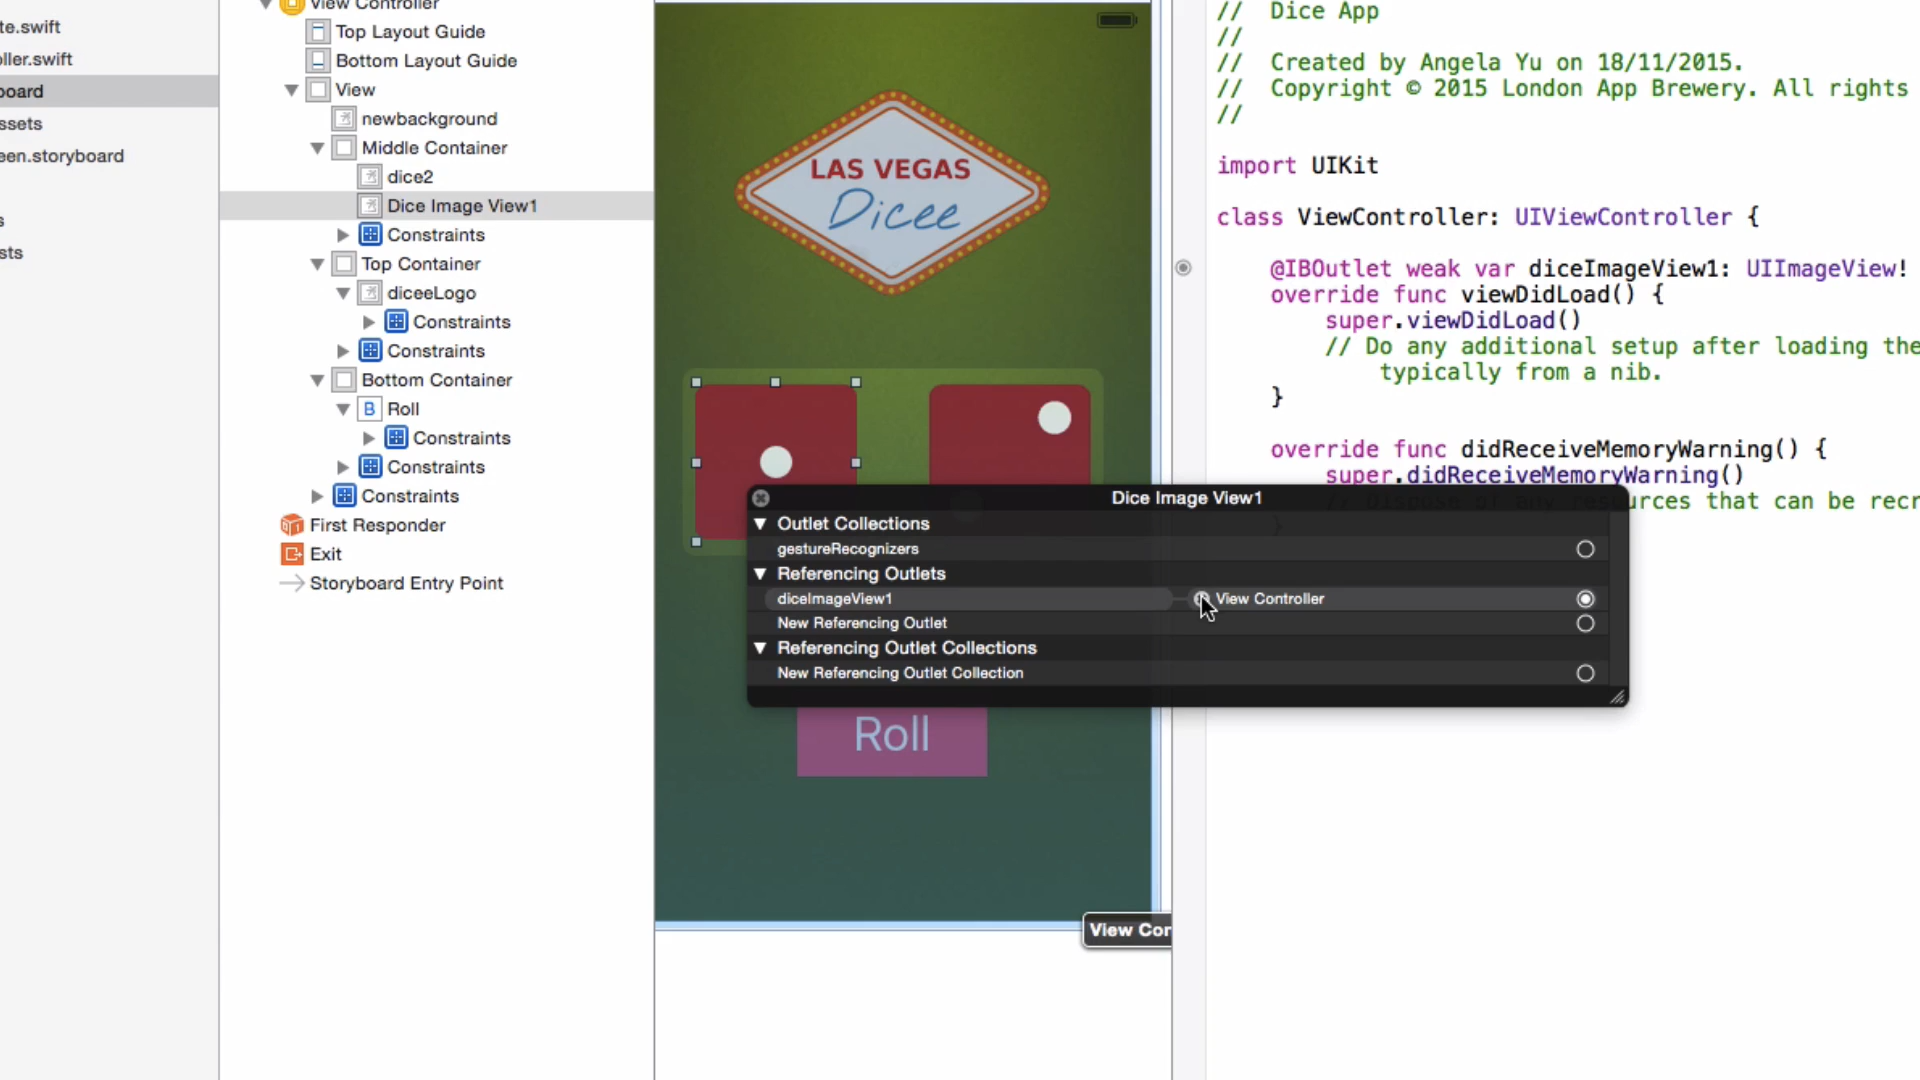 te.swift
oller.swift
board
ssets
een.storyboard
s
sts
View Controller
Top Layout Guide
Bottom Layout Guide
View
newbackground
Middle Container
dice2
Dice Image View1
Constraints
Top Container
diceeLogo
Constraints
Constraints
Bottom Container
B Roll
Constraints
Constraints
Constraints
First Responder
Exit
Storyboard Entry Point
LAS VEGAS
Dicee
Roll
View Con
//  Dice App
//
//  Created by Angela Yu on 18/11/2015.
//  Copyright © 2015 London App Brewery. All rights
//
import UIKit
class ViewController: UIViewController {
@IBOutlet weak var diceImageView1: UIImageView!
override func viewDidLoad() {
super.viewDidLoad()
// Do any additional setup after loading the
typically from a nib.
}
override func didReceiveMemoryWarning() {
super.didReceiveMemoryWarning()
// Dispose of any resources that can be recr
}
Dice Image View1
Outlet Collections
gestureRecognizers
Referencing Outlets
diceImageView1 View Controller
New Referencing Outlet
Referencing Outlet Collections
New Referencing Outlet Collection